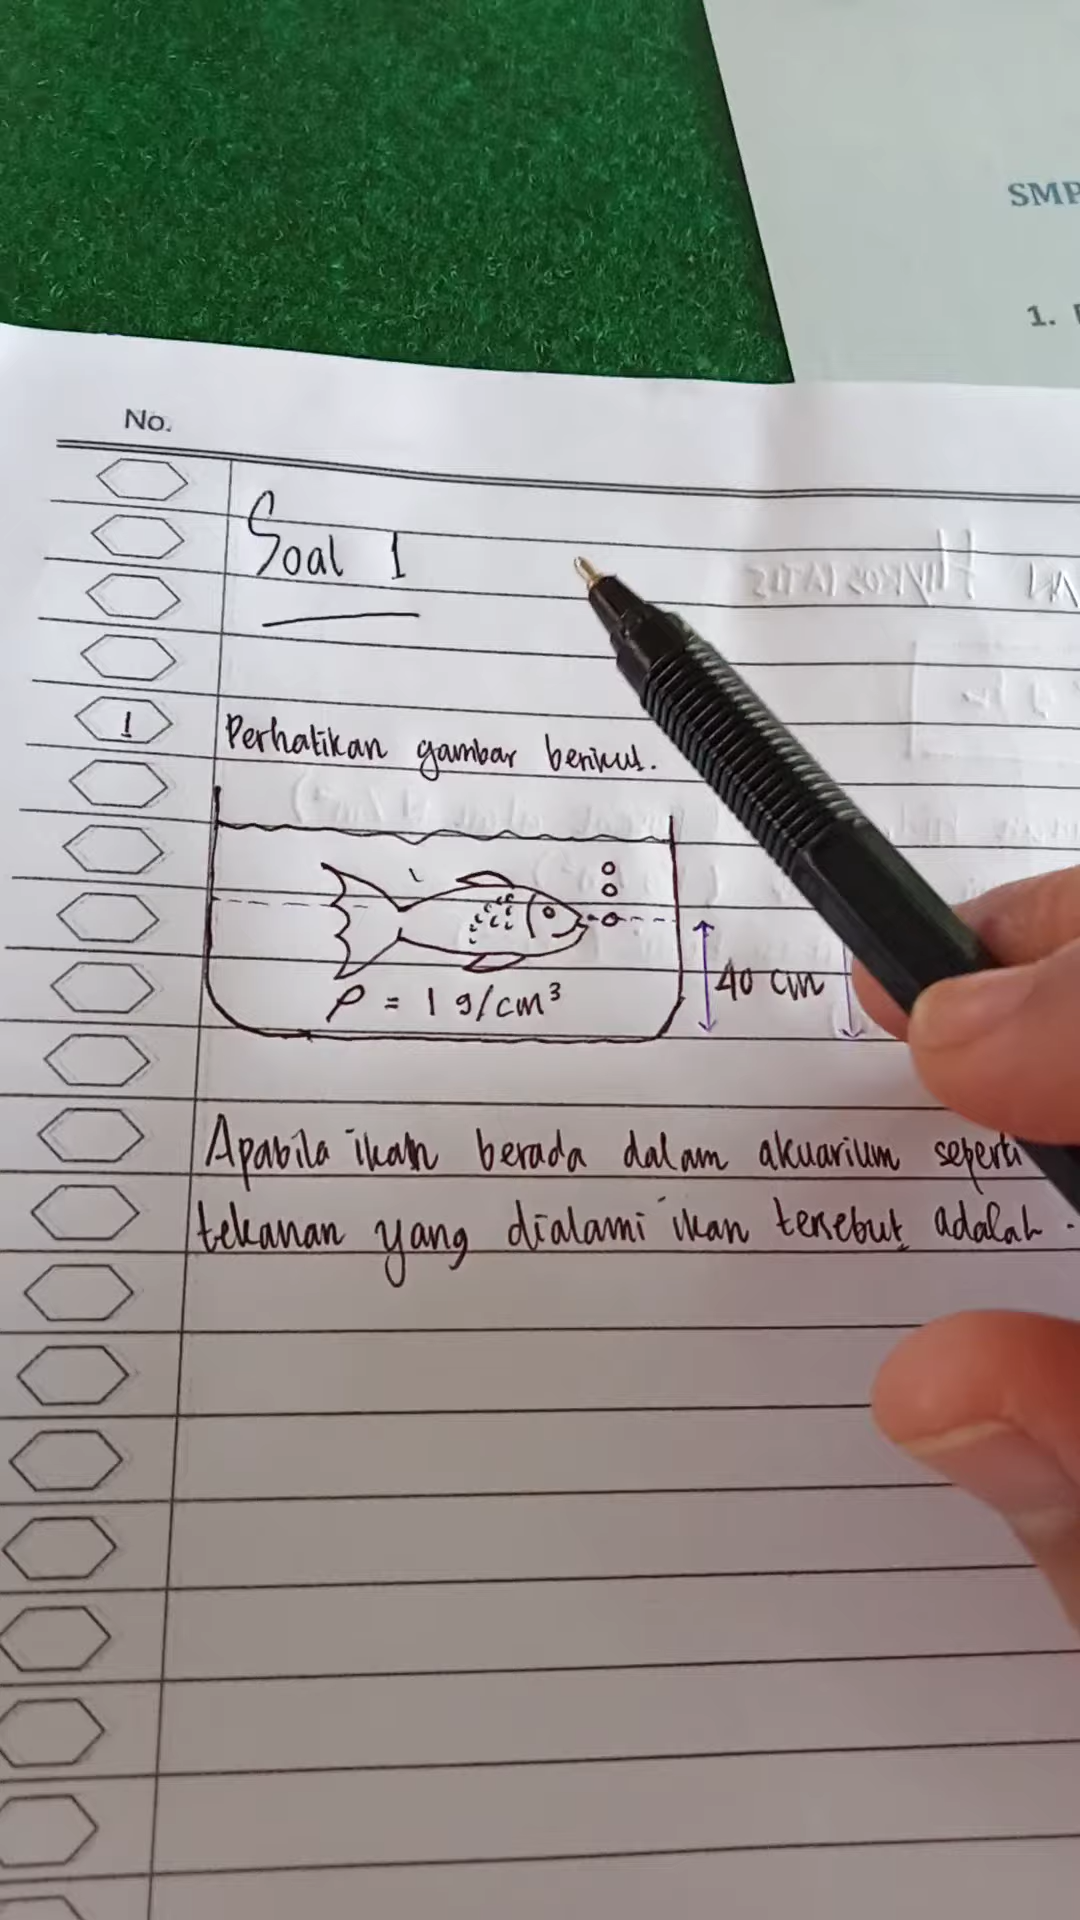 SMP
1.
No.
Soal 1
1
Perhatikan gambar berikut.
40 cm
ρ = 1 g/cm³
Apabila ikan berada dalam akuarium seperti
tekanan yang dialami ikan tersebut adalah .